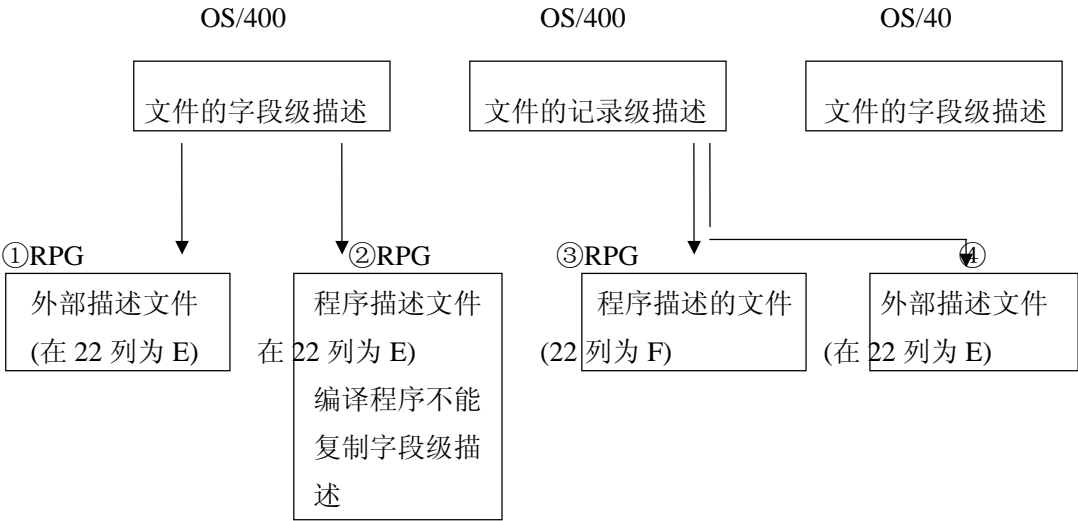 OS/400 OS/400 OS/40
文件的字段级描述 文件的记录级描述 文件的字段级描述
①RPG ②RPG ③RPG ④
外部描述文件 程序描述文件 程序描述的文件 外部描述文件
(在 22 列为 E) 在 22 列为 E) (22 列为 F) (在 22 列为 E)
编译程序不能
复制字段级描
述